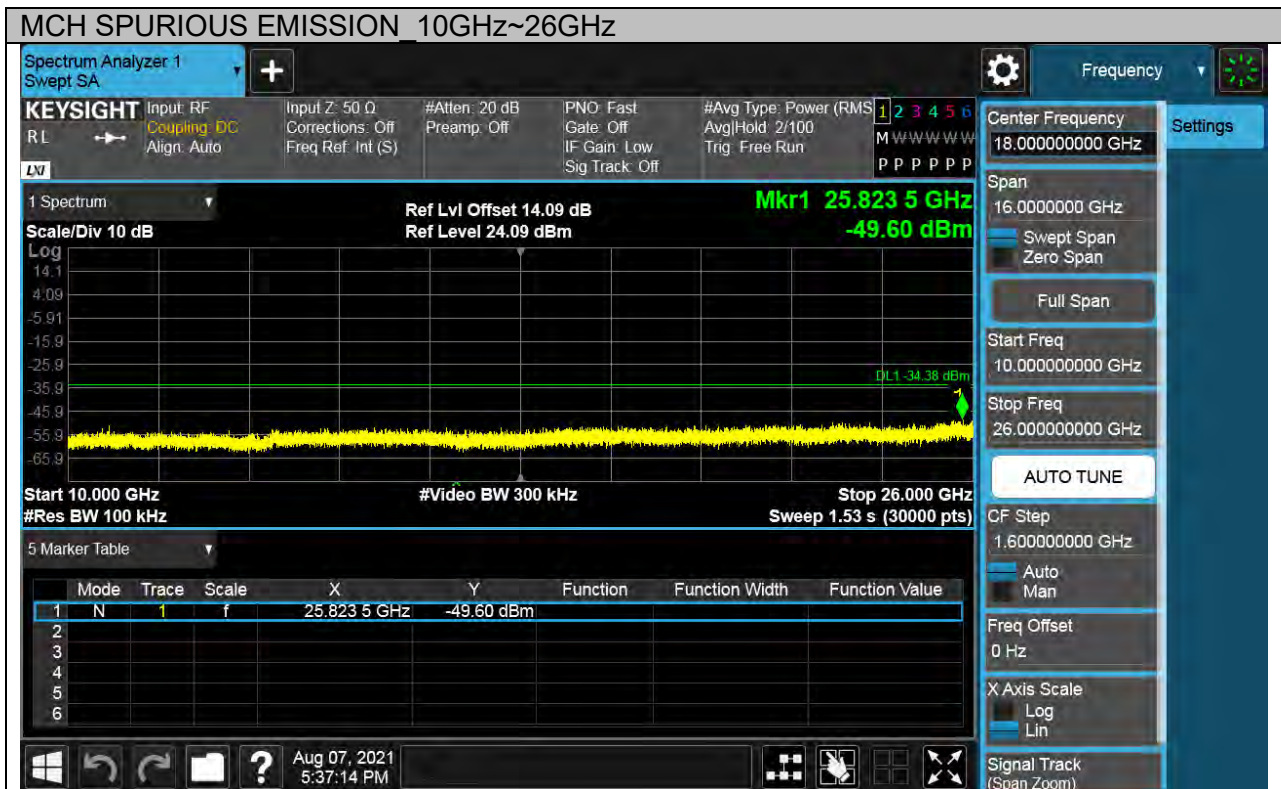 MCH SPURIOUS EMISSION_10GHz~26GHz
Spectrum Analyzer 1
Swept SA
+
Frequency
KEYSIGHT
RL
LXI
Input: RF
Coupling: DC
Align: Auto
Input Z: 50 Ω
Corrections: Off
Freq Ref: Int (S)
#Atten: 20 dB
Preamp: Off
PNO: Fast
Gate: Off
IF Gain: Low
Sig Track: Off
#Avg Type: Power (RMS
Avg|Hold: 2/100
Trig: Free Run
1 2 3 4 5 6
M W W W W W
P P P P P P
1 Spectrum
Scale/Div 10 dB
Ref Lvl Offset 14.09 dB
Ref Level 24.09 dBm
Mkr1 25.823 5 GHz
-49.60 dBm
Log
14.1
4.09
-5.91
-15.9
-25.9
-35.9
-45.9
-55.9
-65.9
DL1 -34.38 dBm
1
Start 10.000 GHz
#Res BW 100 kHz
#Video BW 300 kHz
Stop 26.000 GHz
Sweep 1.53 s (30000 pts)
5 Marker Table
Mode Trace Scale X Y Function Function Width Function Value
1 N 1 f 25.823 5 GHz -49.60 dBm
2
3
4
5
6
?
Aug 07, 2021
5:37:14 PM
Center Frequency
18.000000000 GHz
Settings
Span
16.0000000 GHz
Swept Span
Zero Span
Full Span
Start Freq
10.000000000 GHz
Stop Freq
26.000000000 GHz
AUTO TUNE
CF Step
1.600000000 GHz
Auto
Man
Freq Offset
0 Hz
X Axis Scale
Log
Lin
Signal Track
(Span Zoom)